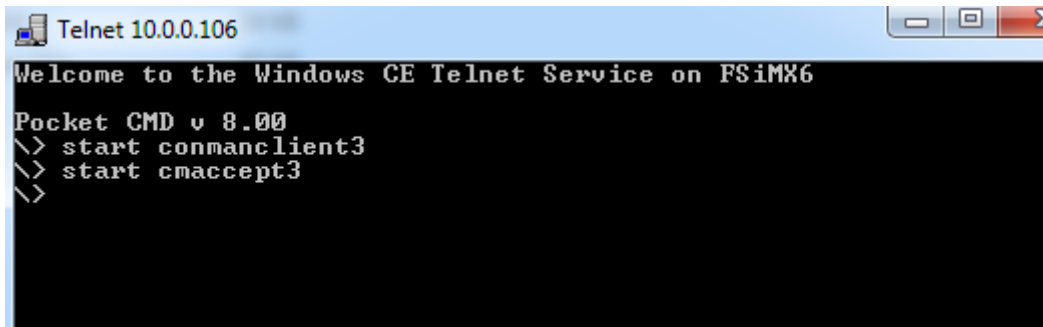 Telnet 10.0.0.106
Welcome to the Windows CE Telnet Service on FSiMX6
Pocket CMD v 8.00
\> start conmanclient3
\> start cmaccept3
\>